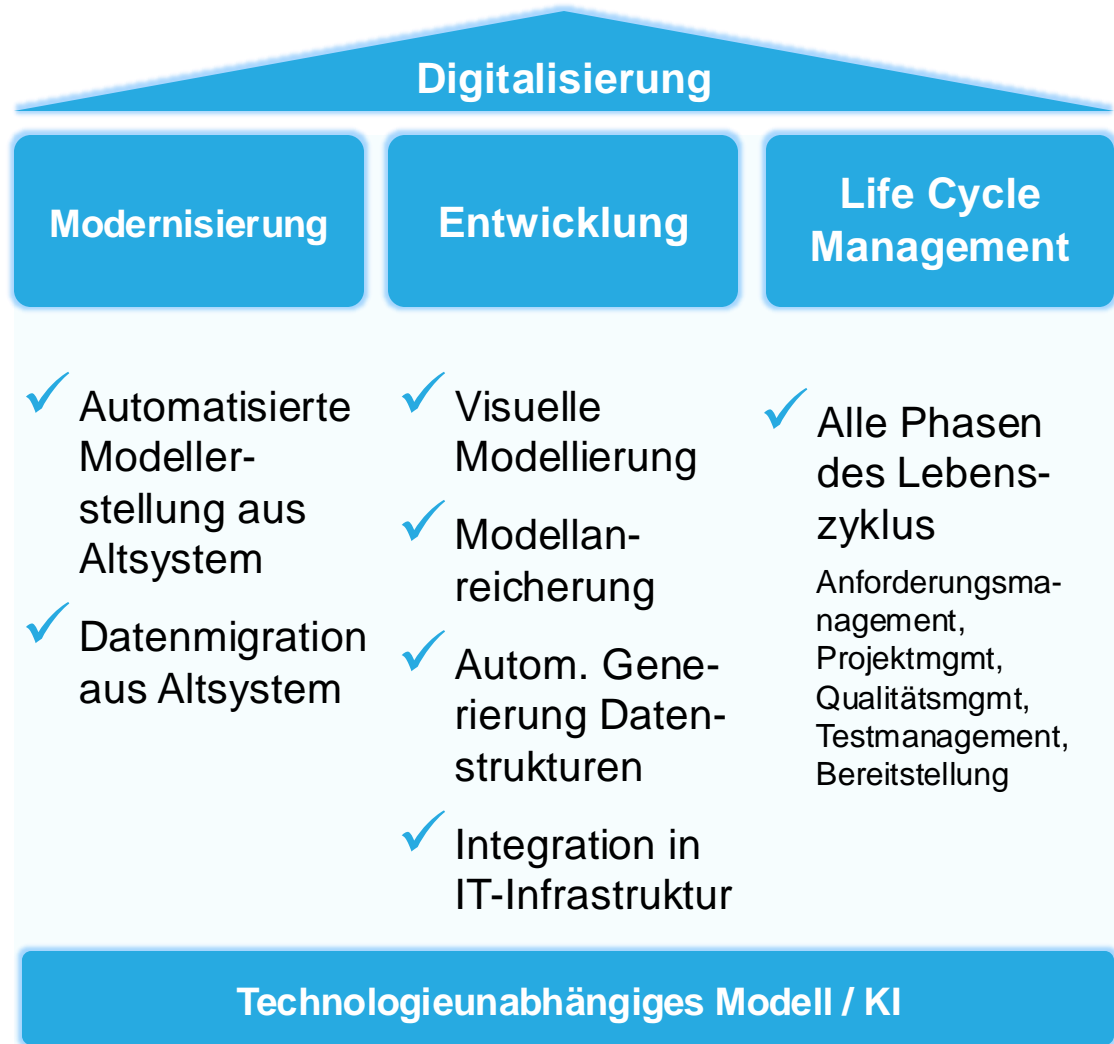 Digitalisierung
Modernisierung
Entwicklung
Life Cycle
Management
Automatisierte
Modeller-
stellung aus
Altsystem
Datenmigration
aus Altsystem
Visuelle
Modellierung
Modellan-
reicherung
Autom. Gene-
rierung Daten-
strukturen
Integration in
IT-Infrastruktur
Alle Phasen
des Lebens-
zyklus
Anforderungsma-
nagement,
Projektmgmt,
Qualitätsmgmt,
Testmanagement,
Bereitstellung
Technologieunabhängiges Modell / KI